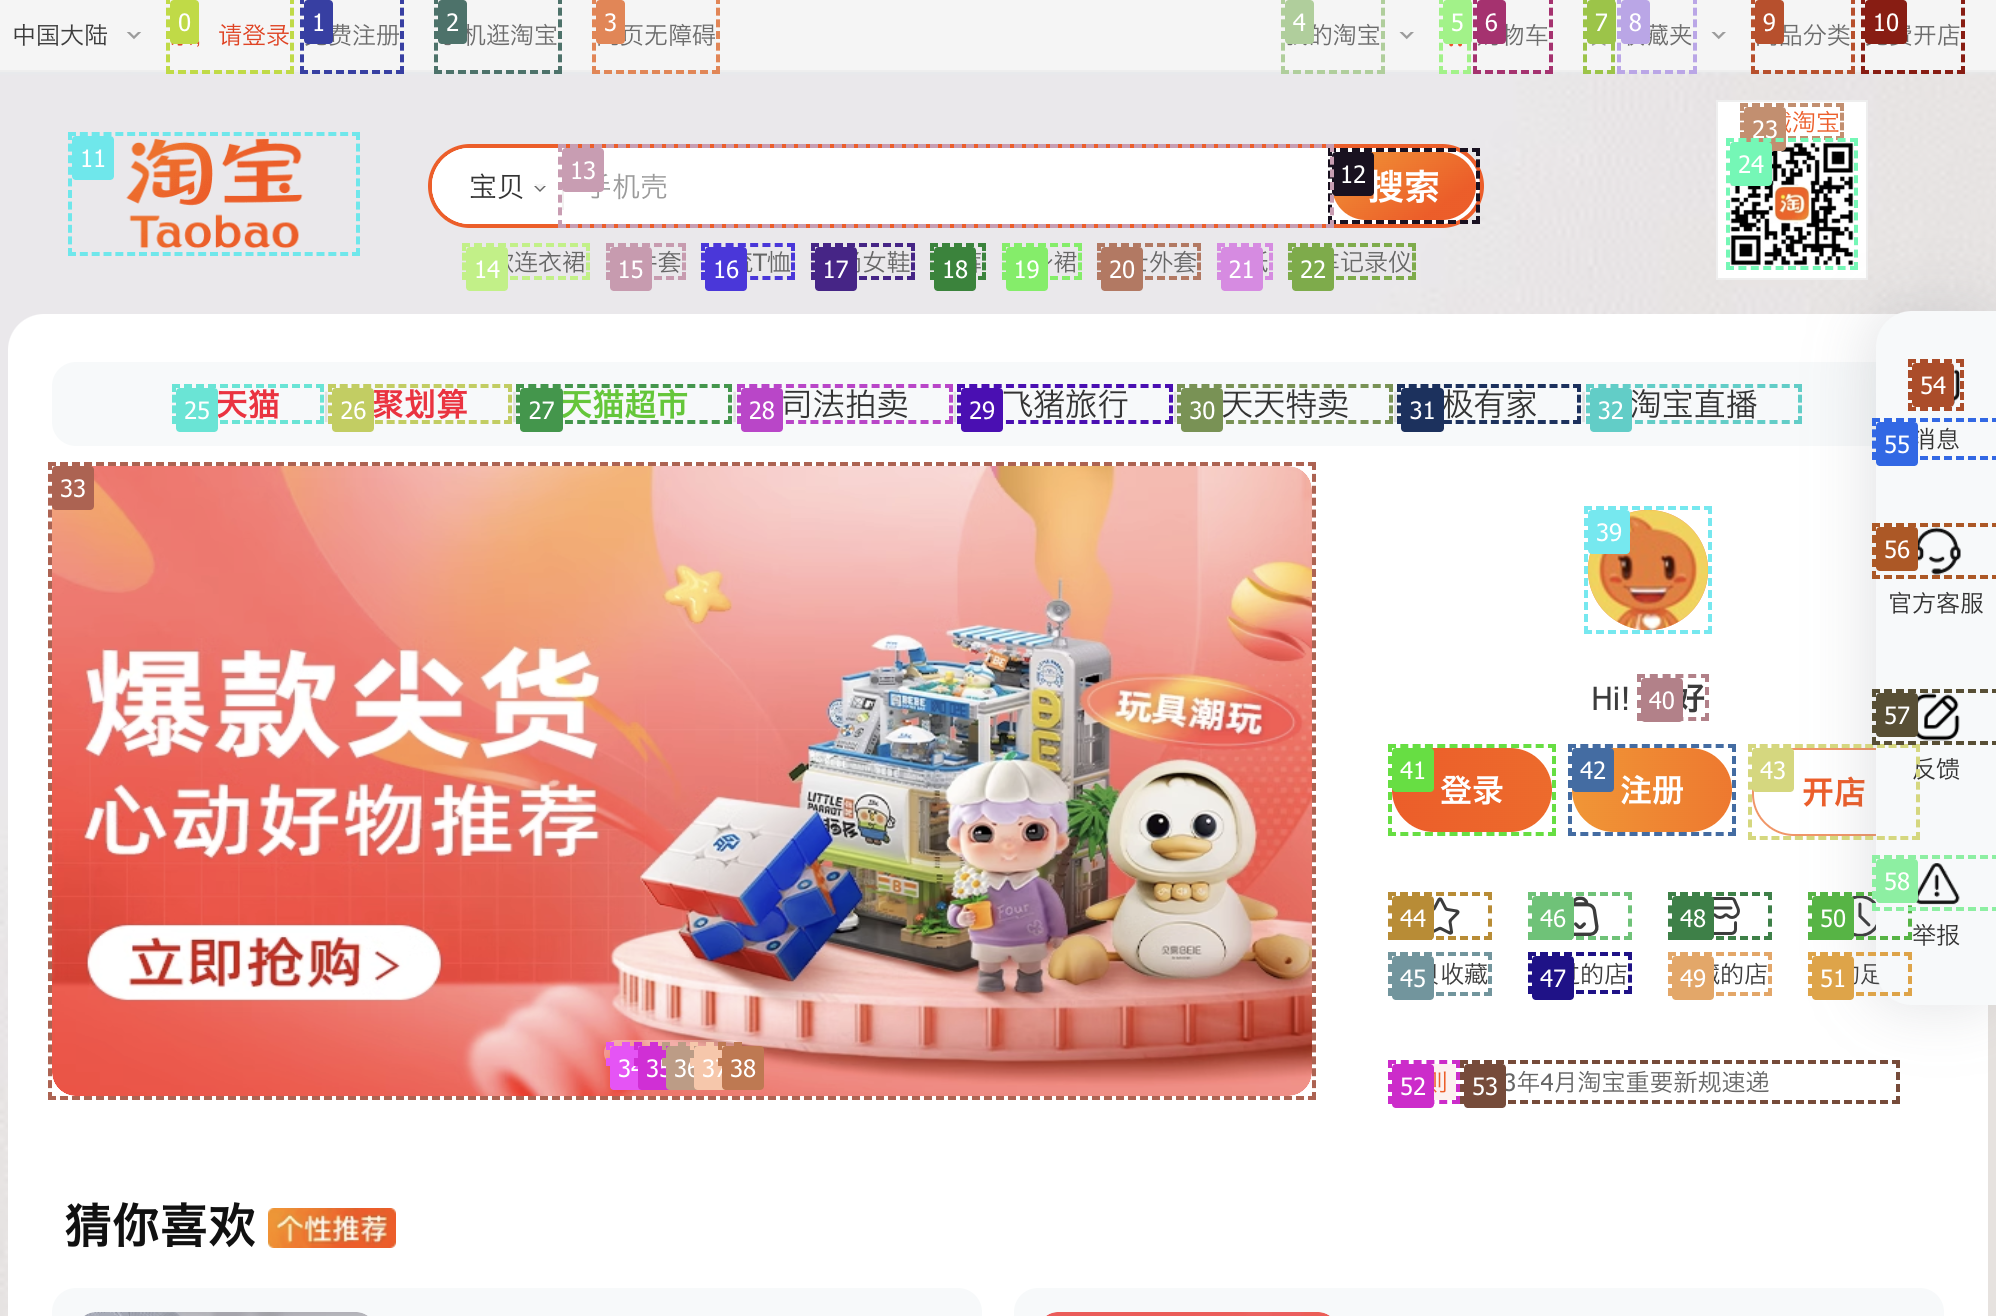 中国大陆
0 请登录
1 费注册
2 机逛淘宝
3 页无障碍
4 的淘宝
5
6 物车
7
8 藏夹
9 品分类
10 费开店
11 淘宝
Taobao
宝贝
13 手机壳
12 搜索
14 连衣裙
15 套
16 T恤
17 女鞋
18
19 裙
20 外套
21
22 记录仪
23 淘宝
24
淘
25 天猫
26 聚划算
27 天猫超市
28 司法拍卖
29 飞猪旅行
30 天天特卖
31 极有家
32 淘宝直播
33
爆款尖货
心动好物推荐
立即抢购 >
玩具潮玩
LITTLE
PARROT
Four
贝偶BEIE
34 35 36 37 38
39
Hi! 40 好
41 登录
42 注册
43 开店
44
46
48
50
45 收藏
47 的店
49 藏的店
51 足
52 则
53 3年4月淘宝重要新规速递
54
55 消息
56
官方客服
57
反馈
58
举报
猜你喜欢 个性推荐